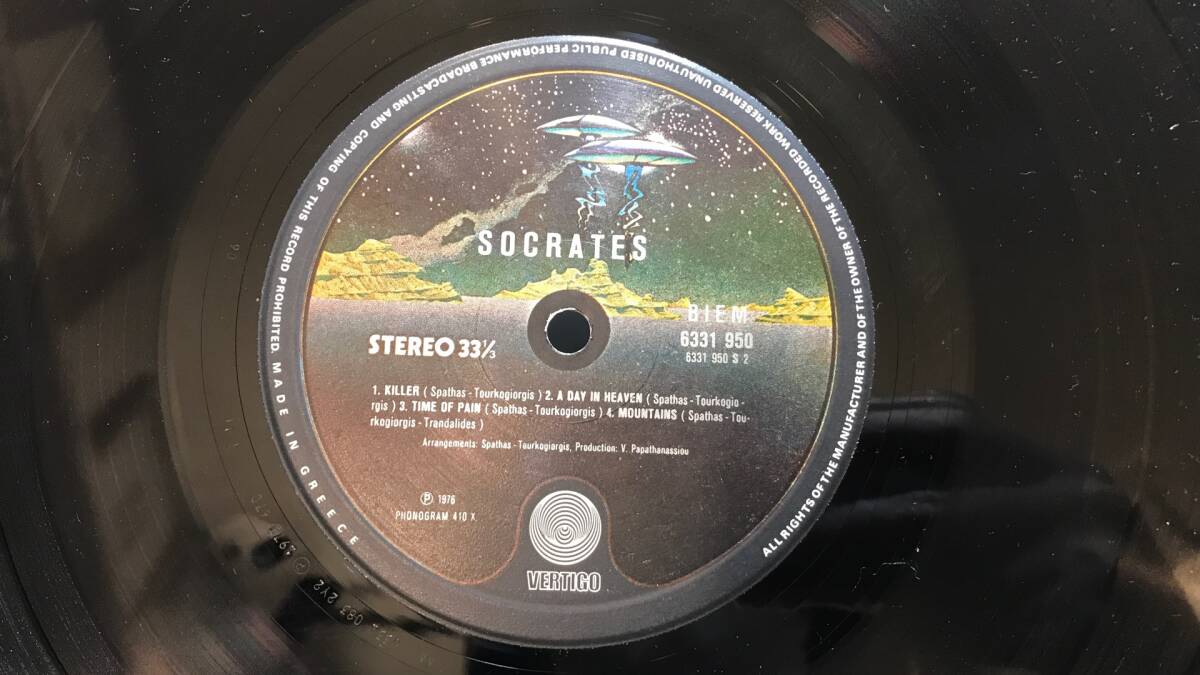 ALL RIGHTS OF THE MANUFACTURER AND OF THE OWNER OF THE RECORDED WORK RESERVED UNAUTHORISED PUBLIC PERFORMANCE BROADCASTING AND COPYING OF THIS RECORD PROHIBITED. MADE IN GREECE
SOCRATES
BIEM
STEREO 33⅓
6331 950
6331 950 S 2
1. KILLER ( Spathas - Tourkogiorgis ) 2. A DAY IN HEAVEN ( Spathas - Tourkogio -
rgis ) 3. TIME OF PAIN ( Spathas - Tourkogiorgis ) 4. MOUNTAINS ( Spathas - Tou-
rkogiorgis - Trandalides )
Arrangements: Spathas - Tourkogiorgis, Production: V. Papathanassiou
Ⓟ 1976
PHONOGRAM 410 X
VERTIGO